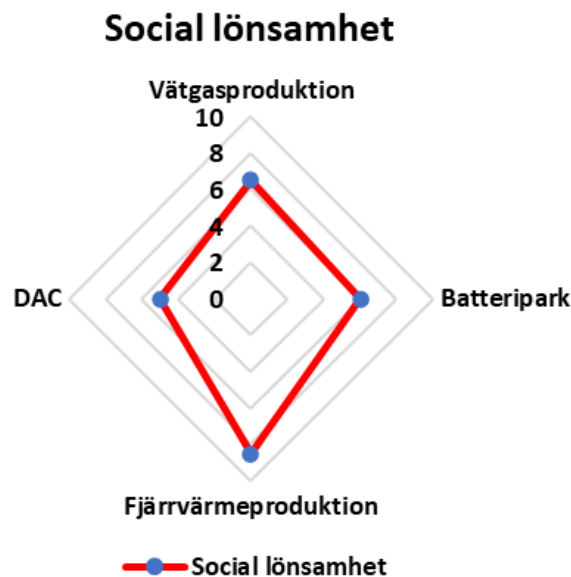 Social lönsamhet
Vätgasproduktion
10
8
6
4
2
0
DAC
Batteripark
Fjärrvärmeproduktion
Social lönsamhet